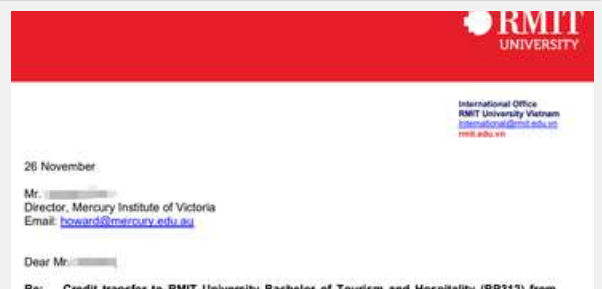 RMIT
UNIVERSITY
International Office
RMIT University Vietnam
international@rmit.edu.vn
rmit.edu.vn
26 November
Mr.
Director, Mercury Institute of Victoria
Email: howard@mercury.edu.au
Dear Mr.
Re: Credit transfer to RMIT University Bachelor of Tourism and Hospitality (BP312) from